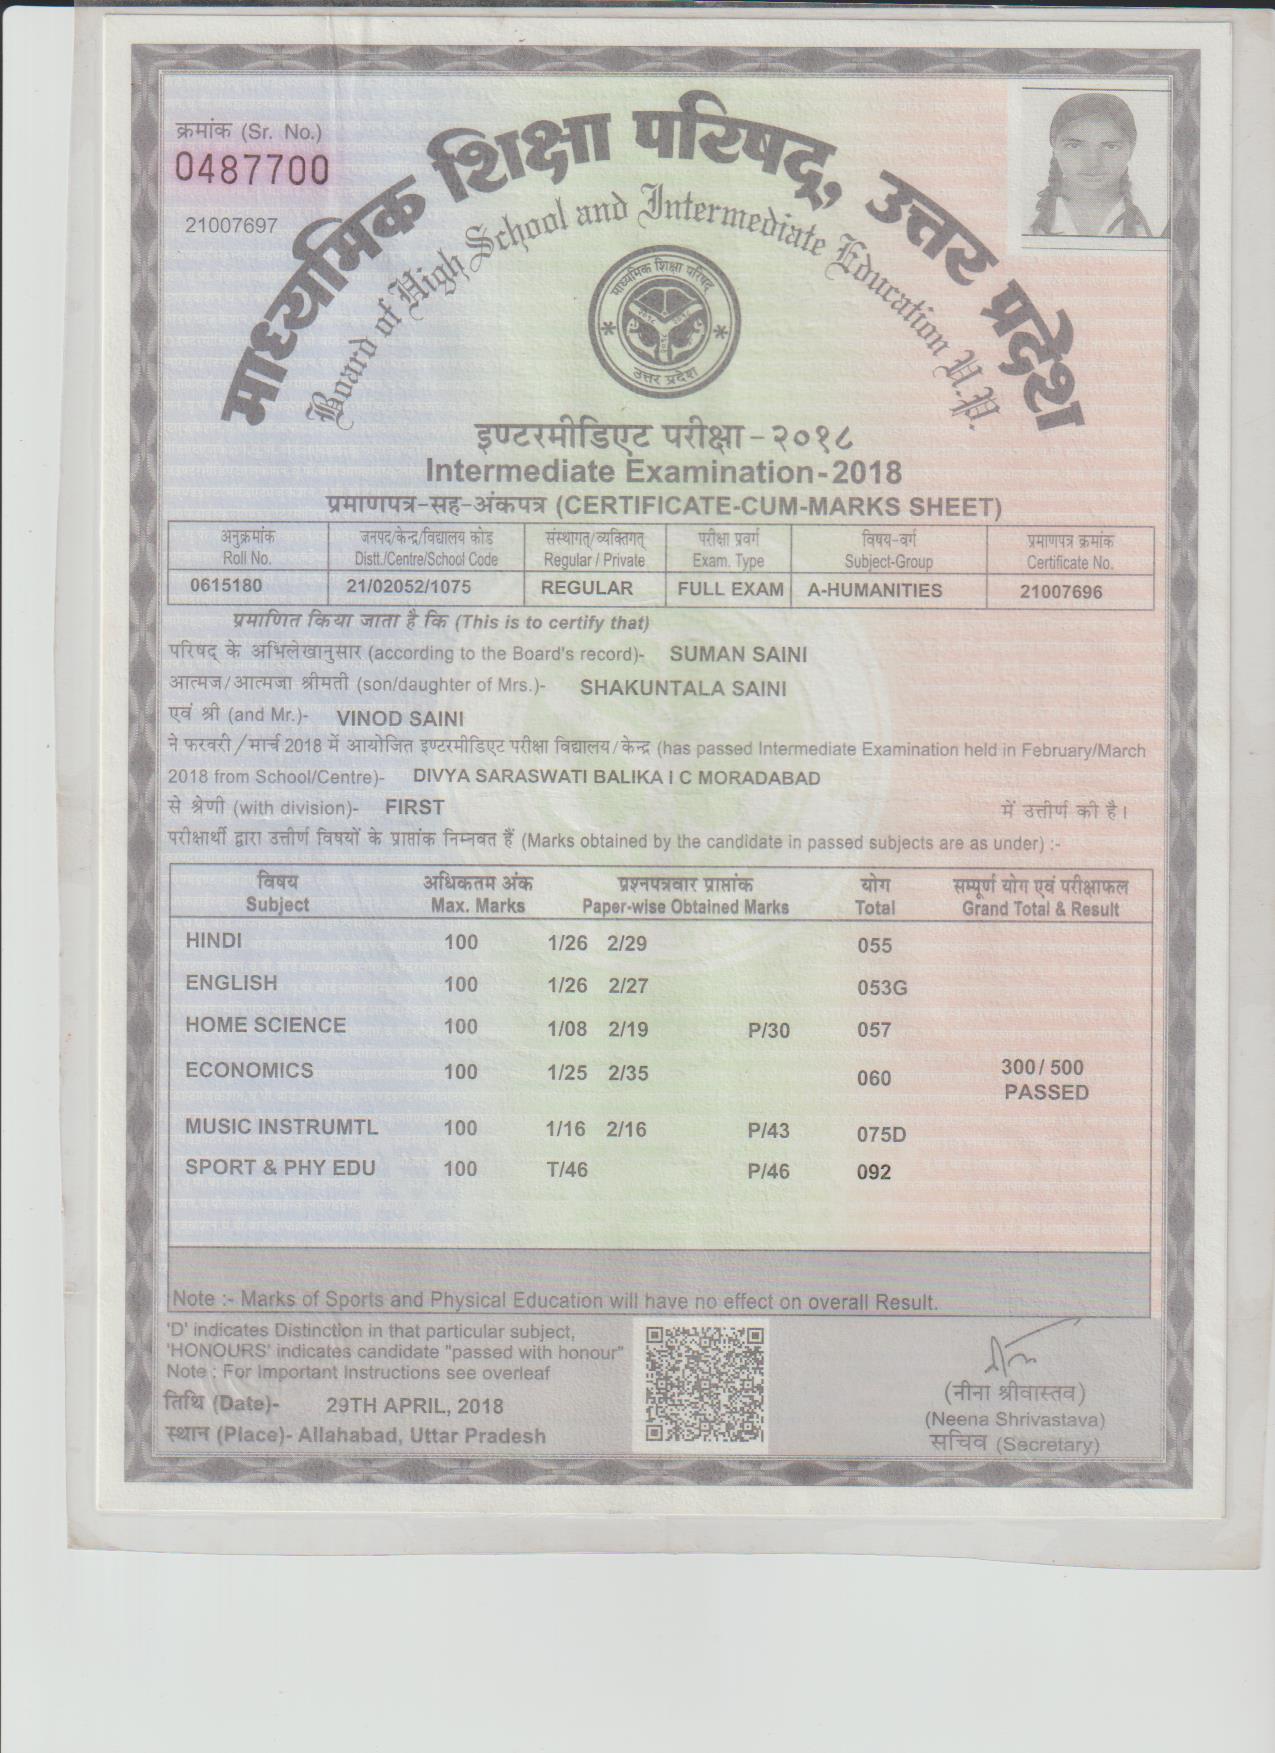 क्रमांक (Sr. No.)
0487700
21007697
माध्यमिक शिक्षा परिषद्, उत्तर प्रदेश
Board of High School and Intermediate Education U.P.
माध्यमिक शिक्षा परिषद्
उत्तर प्रदेश
इण्टरमीडिएट परीक्षा - २०१८
Intermediate Examination - 2018
प्रमाणपत्र-सह-अंकपत्र (CERTIFICATE-CUM-MARKS SHEET)
अनुक्रमांक जनपद/केन्द्र/विद्यालय कोड संस्थागत्/व्यक्तिगत् परीक्षा प्रवर्ग विषय-वर्ग प्रमाणपत्र क्रमांक
Roll No. Distt./Centre/School Code Regular / Private Exam. Type Subject-Group Certificate No.
0615180 21/02052/1075 REGULAR FULL EXAM A-HUMANITIES 21007696
प्रमाणित किया जाता है कि (This is to certify that)
परिषद् के अभिलेखानुसार (according to the Board's record)- SUMAN SAINI
आत्मज/आत्मजा श्रीमती (son/daughter of Mrs.)- SHAKUNTALA SAINI
एवं श्री (and Mr.)- VINOD SAINI
ने फरवरी/मार्च 2018 में आयोजित इण्टरमीडिएट परीक्षा विद्यालय/केन्द्र (has passed Intermediate Examination held in February/March
2018 from School/Centre)- DIVYA SARASWATI BALIKA I C MORADABAD
से श्रेणी (with division)- FIRST में उत्तीर्ण की है।
परीक्षार्थी द्वारा उत्तीर्ण विषयों के प्राप्तांक निम्नवत हैं (Marks obtained by the candidate in passed subjects are as under) :-
विषय अधिकतम अंक प्रश्नपत्रवार प्राप्तांक योग सम्पूर्ण योग एवं परीक्षाफल
Subject Max. Marks Paper-wise Obtained Marks Total Grand Total & Result
HINDI 100 1/26 2/29 055
ENGLISH 100 1/26 2/27 053G
HOME SCIENCE 100 1/08 2/19 P/30 057
ECONOMICS 100 1/25 2/35 060 300/ 500
PASSED
MUSIC INSTRUMTL 100 1/16 2/16 P/43 075D
SPORT & PHY EDU 100 T/46 P/46 092
Note :- Marks of Sports and Physical Education will have no effect on overall Result.
'D' indicates Distinction in that particular subject,
'HONOURS' indicates candidate "passed with honour"
Note : For Important Instructions see overleaf
तिथि (Date)- 29TH APRIL, 2018
स्थान (Place)- Allahabad, Uttar Pradesh
(नीना श्रीवास्तव)
(Neena Shrivastava)
सचिव (Secretary)